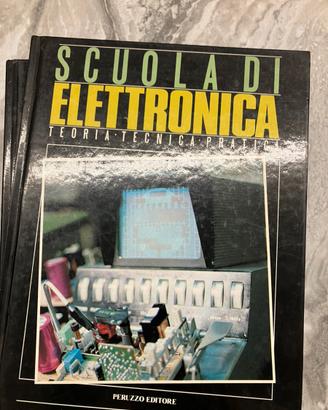 SCUOLA DI
ELETTRONICA
TEORIA·TECNICA·PRATICA
PERUZZO EDITORE